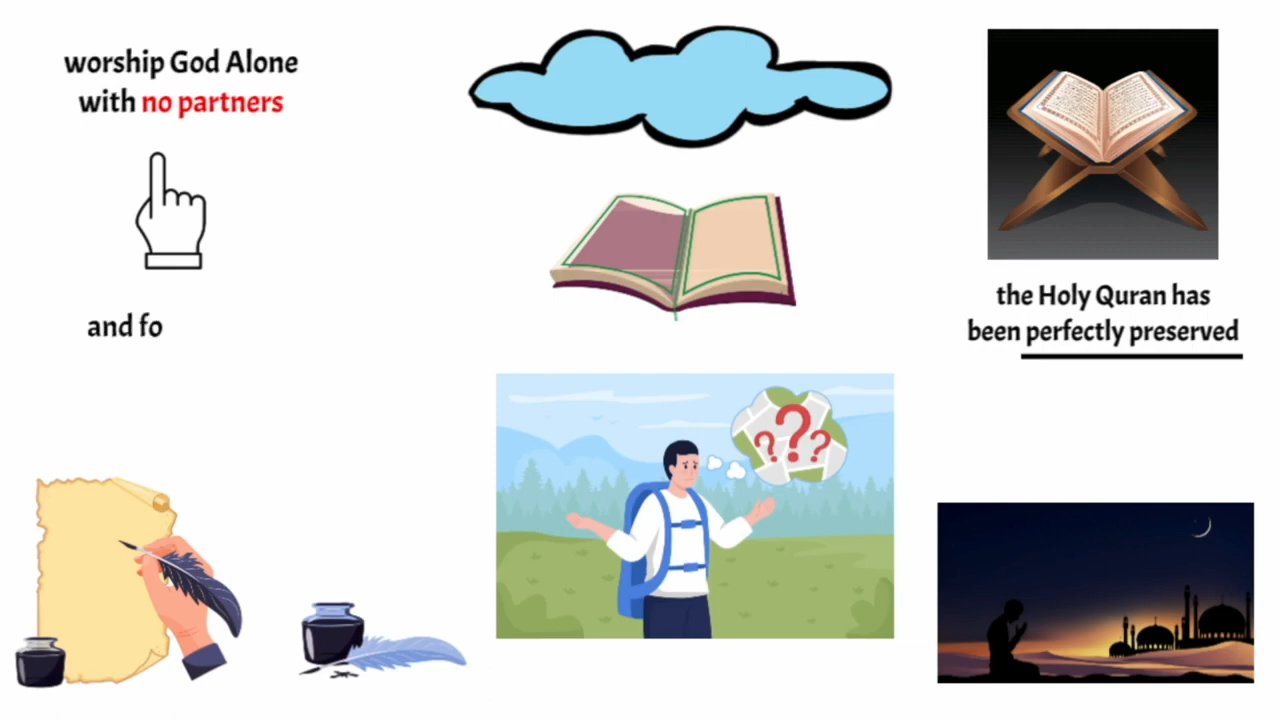 worship God Alone
with no partners
and fo
the Holy Quran has
been perfectly preserved
? ? ?